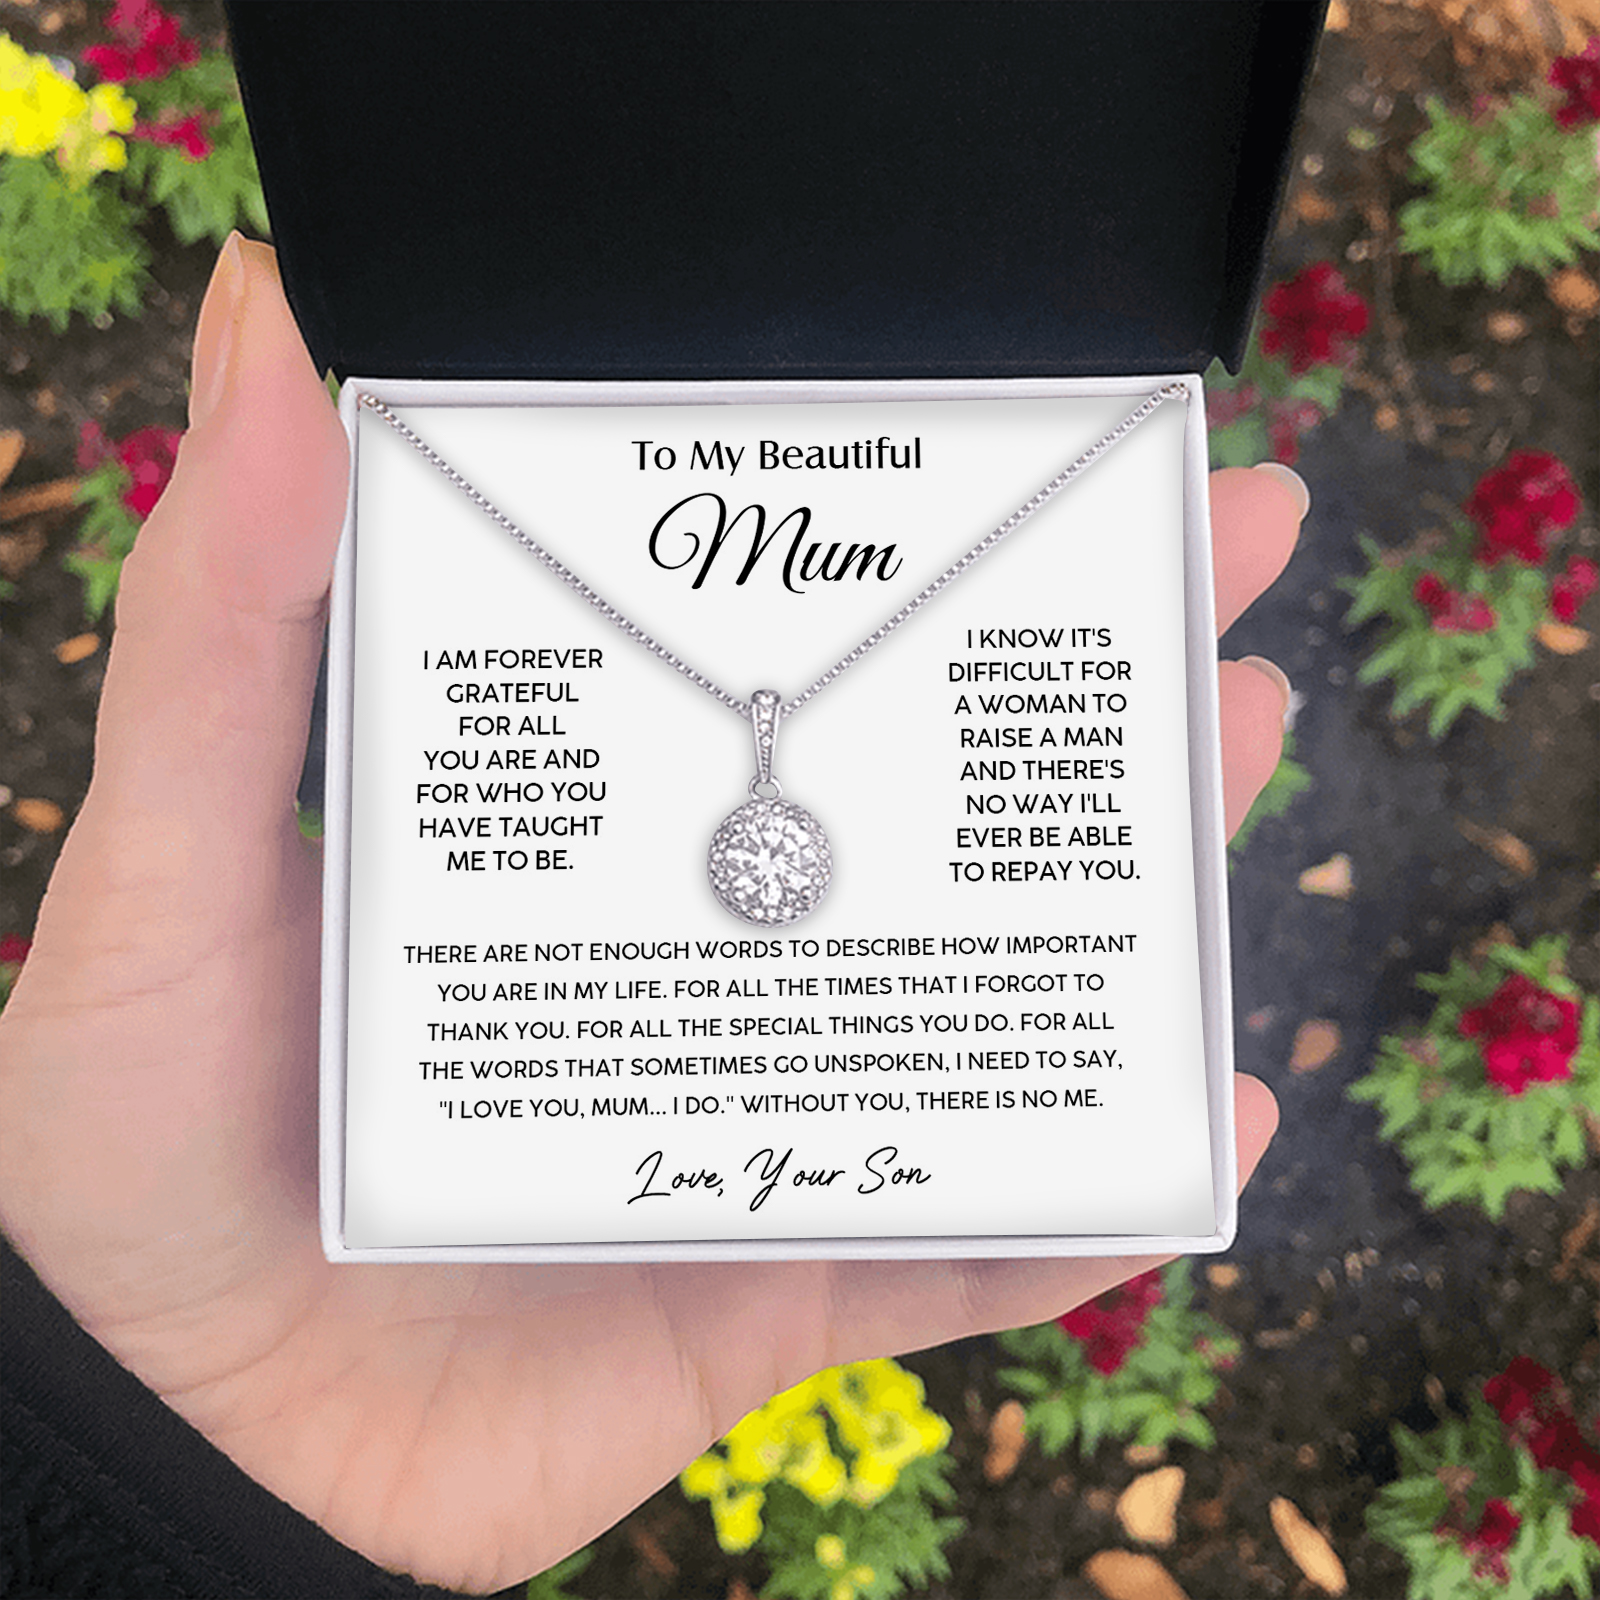 To My Beautiful
Mum
I AM FOREVER
GRATEFUL
FOR ALL
YOU ARE AND
FOR WHO YOU
HAVE TAUGHT
ME TO BE.
I KNOW IT'S
DIFFICULT FOR
A WOMAN TO
RAISE A MAN
AND THERE'S
NO WAY I'LL
EVER BE ABLE
TO REPAY YOU.
THERE ARE NOT ENOUGH WORDS TO DESCRIBE HOW IMPORTANT
YOU ARE IN MY LIFE. FOR ALL THE TIMES THAT I FORGOT TO
THANK YOU. FOR ALL THE SPECIAL THINGS YOU DO. FOR ALL
THE WORDS THAT SOMETIMES GO UNSPOKEN, I NEED TO SAY,
"I LOVE YOU, MUM... I DO." WITHOUT YOU, THERE IS NO ME.
Love, Your Son